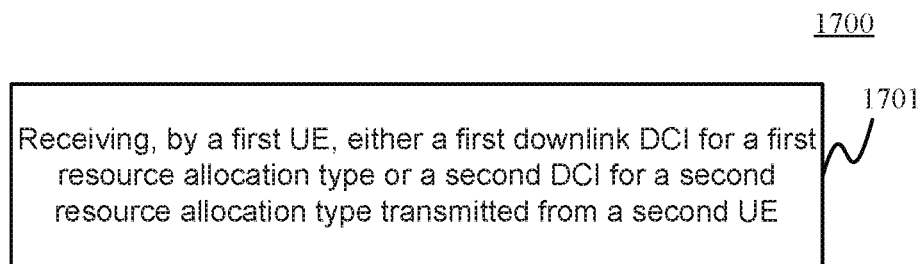 1700
1701
Receiving, by a first UE, either a first downlink DCI for a first
resource allocation type or a second DCI for a second
resource allocation type transmitted from a second UE